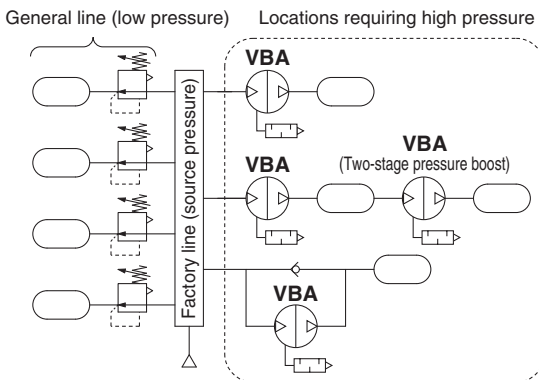 General line (low pressure)
Locations requiring high pressure
VBA
Factory line (source pressure)
VBA
VBA
(Two-stage pressure boost)
VBA